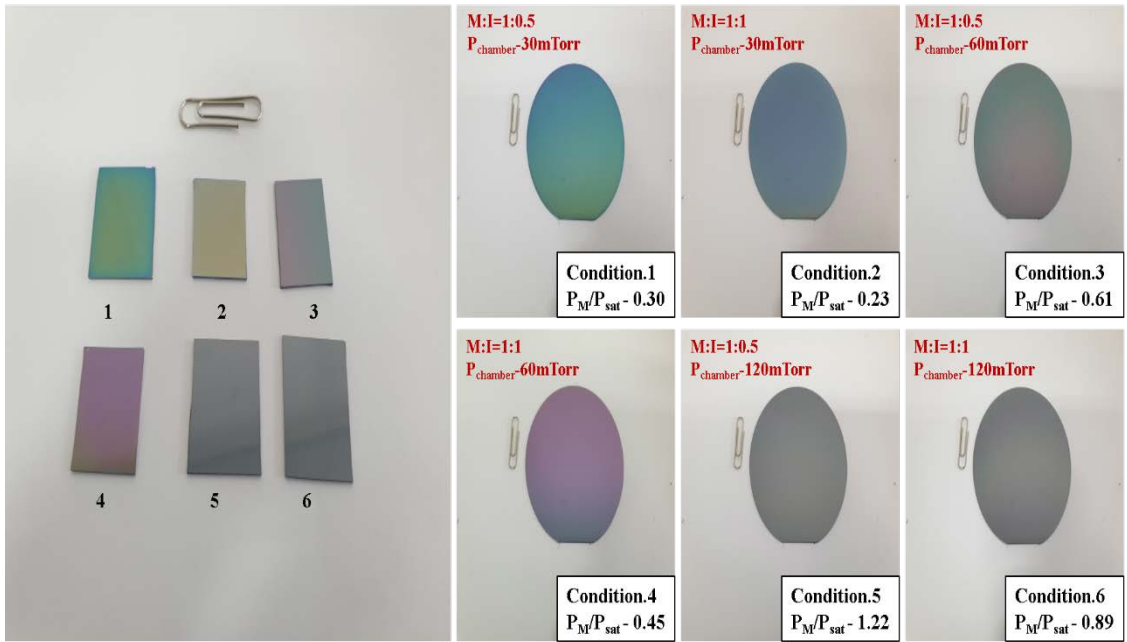 1
2
3
4
5
6
M:I=1:0.5
Pchamber-30mTorr
Condition.1
PM/Psat - 0.30
M:I=1:1
Pchamber-30mTorr
Condition.2
PM/Psat - 0.23
M:I=1:0.5
Pchamber-60mTorr
Condition.3
PM/Psat - 0.61
M:I=1:1
Pchamber-60mTorr
Condition.4
PM/Psat - 0.45
M:I=1:0.5
Pchamber-120mTorr
Condition.5
PM/Psat - 1.22
M:I=1:1
Pchamber-120mTorr
Condition.6
PM/Psat - 0.89